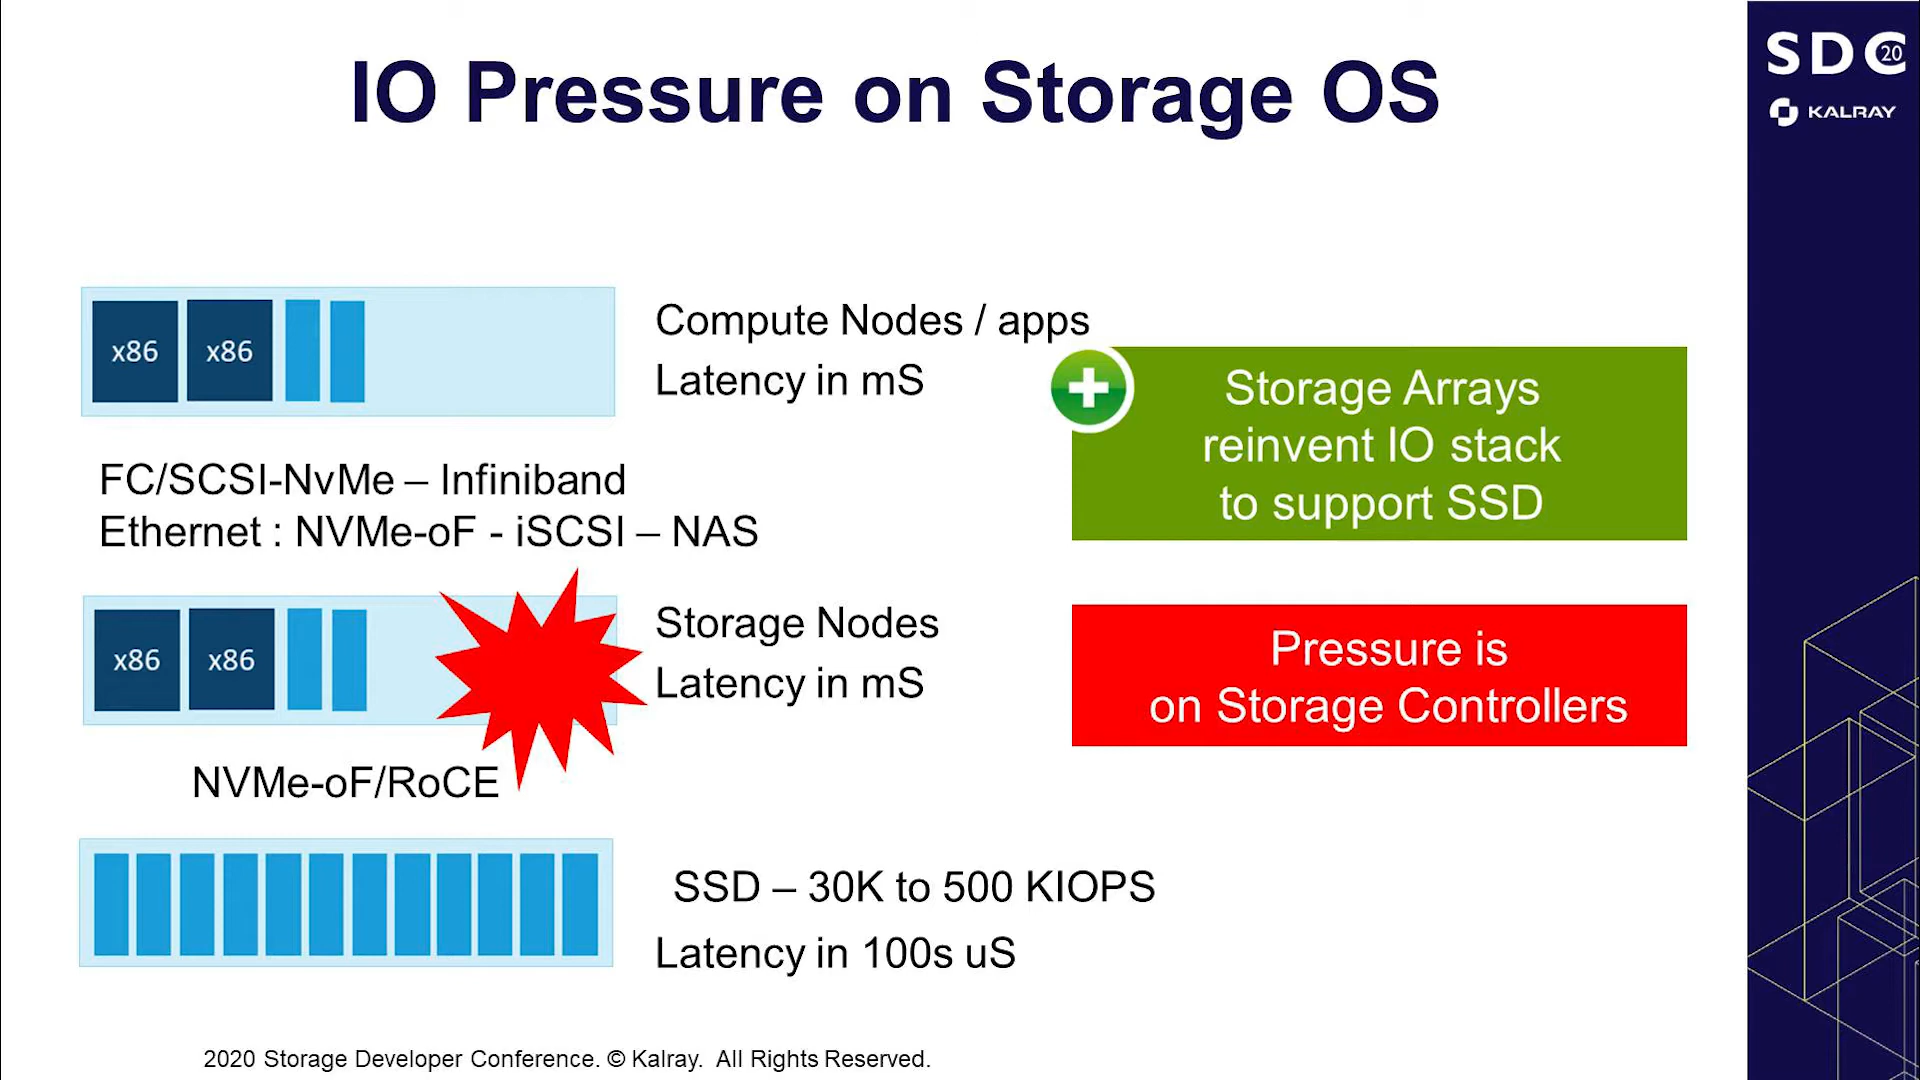 IO Pressure on Storage OS
SDC 20
KALRAY
x86 x86
Compute Nodes / apps
Latency in mS
Storage Arrays
reinvent IO stack
to support SSD
FC/SCSI-NvMe – Infiniband
Ethernet : NVMe-oF - iSCSI – NAS
x86 x86
Storage Nodes
Latency in mS
Pressure is
on Storage Controllers
NVMe-oF/RoCE
SSD – 30K to 500 KIOPS
Latency in 100s uS
2020 Storage Developer Conference. © Kalray. All Rights Reserved.